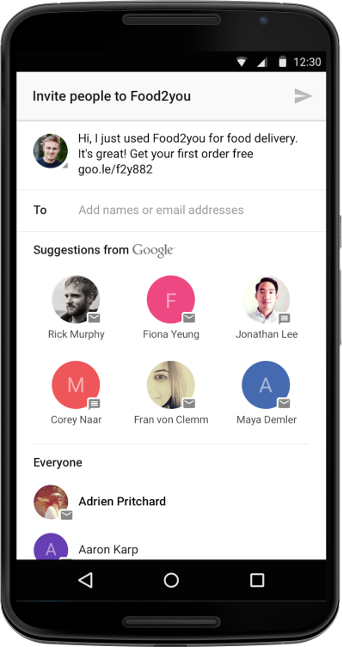 12:30
Invite people to Food2you
Hi, I just used Food2you for food delivery.
It's great! Get your first order free
goo.le/f2y882
To Add names or email addresses
Suggestions from Google
F
Rick Murphy Fiona Yeung Jonathan Lee
M A
Corey Naar Fran von Clemm Maya Demler
Everyone
Adrien Pritchard
A Aaron Karp